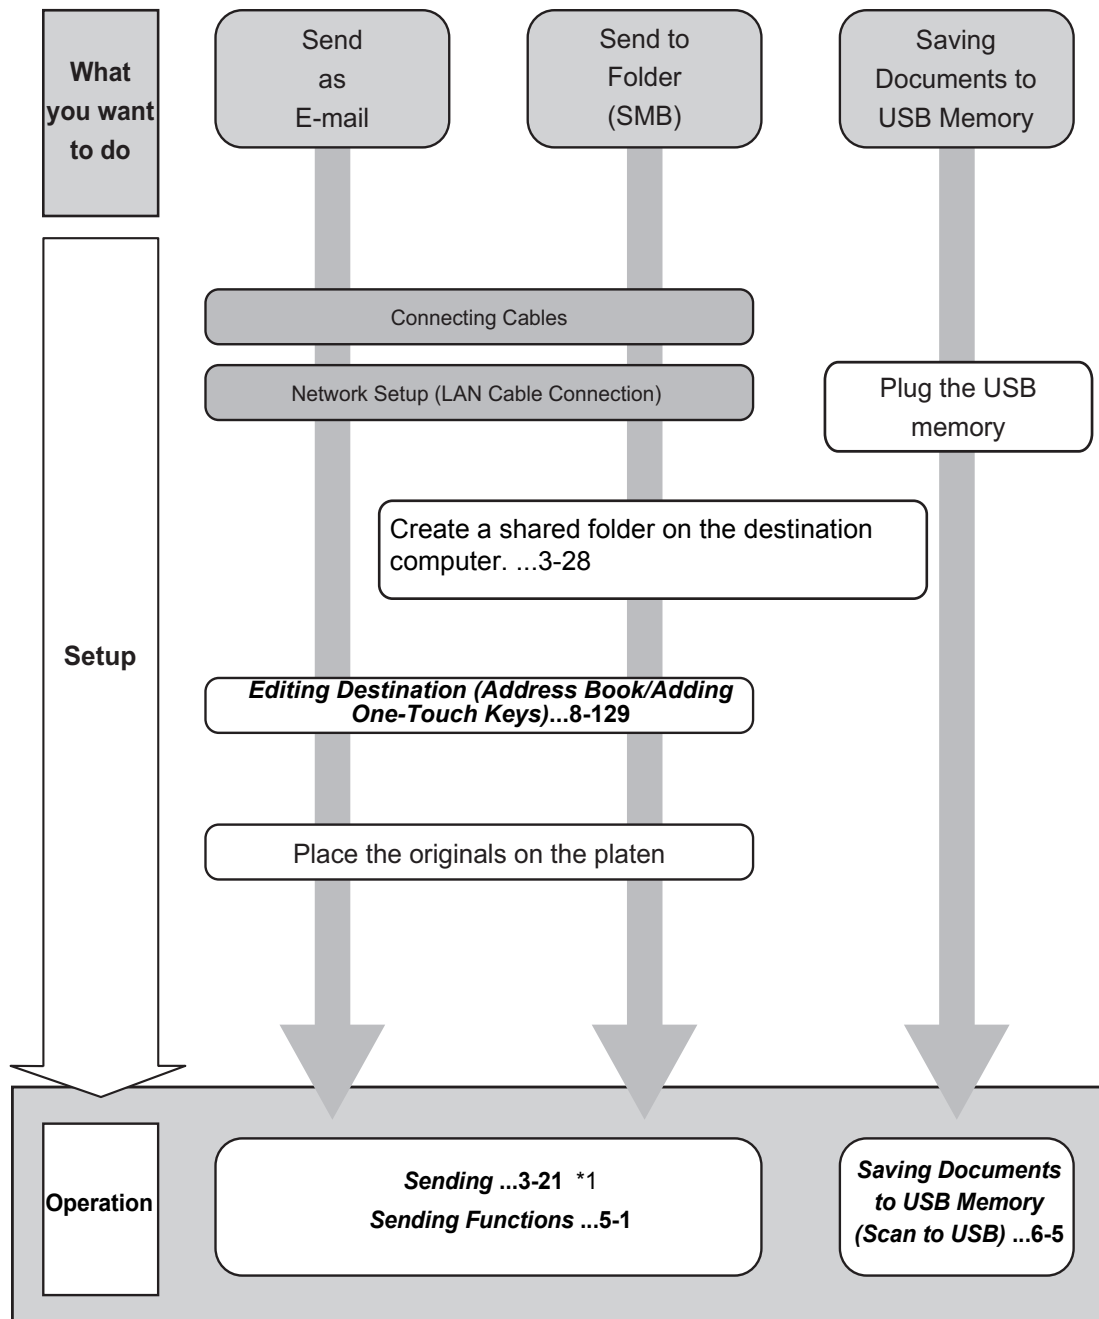 What
you want
to do
Send
as
E-mail
Send to
Folder
(SMB)
Saving
Documents to
USB Memory
Connecting Cables
Network Setup (LAN Cable Connection)
Plug the USB
memory
Create a shared folder on the destination
computer. ...3-28
Setup
Editing Destination (Address Book/Adding
One-Touch Keys)...8-129
Place the originals on the platen
Operation
Sending ...3-21 *1
Sending Functions ...5-1
Saving Documents
to USB Memory
(Scan to USB) ...6-5